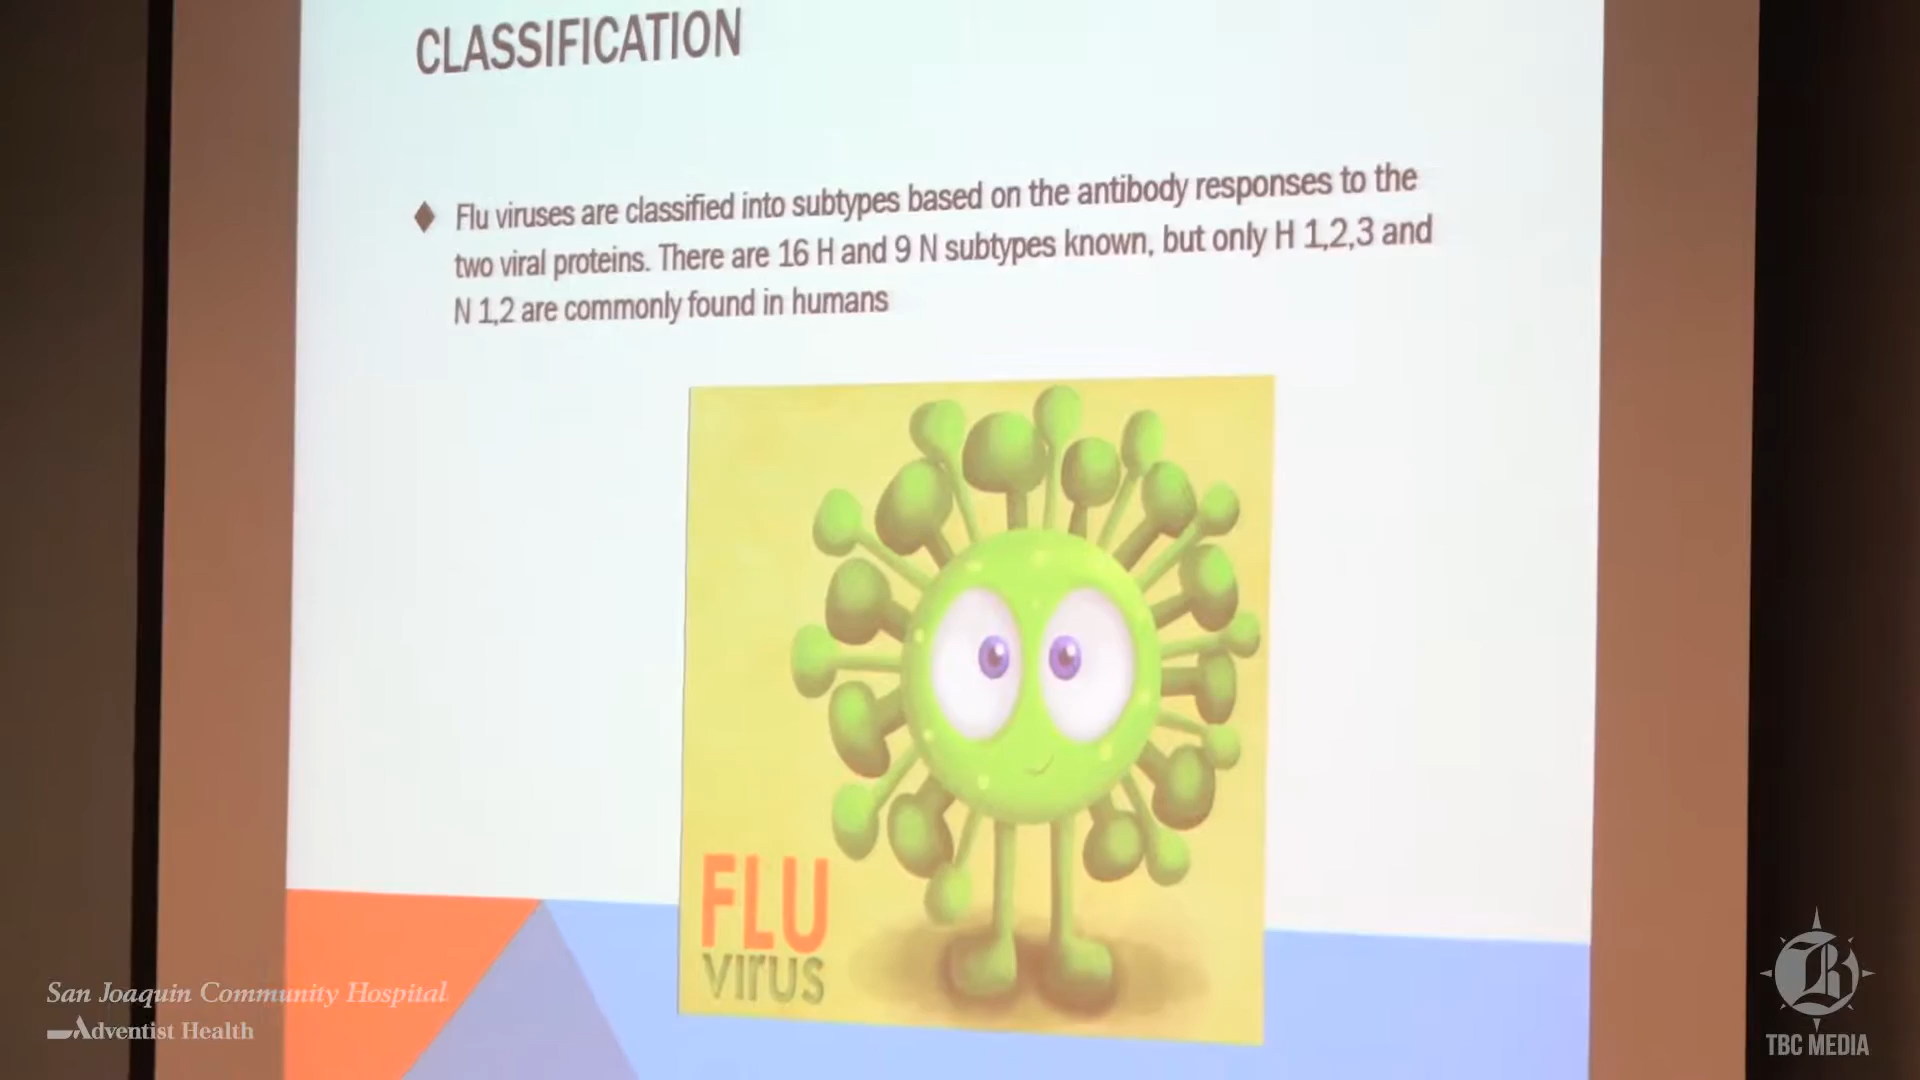 CLASSIFICATION
Flu viruses are classified into subtypes based on the antibody responses to the
two viral proteins. There are 16 H and 9 N subtypes known, but only H 1,2,3 and
N 1,2 are commonly found in humans
FLU
VIRUS
San Joaquin Community Hospital
Adventist Health
TBC MEDIA